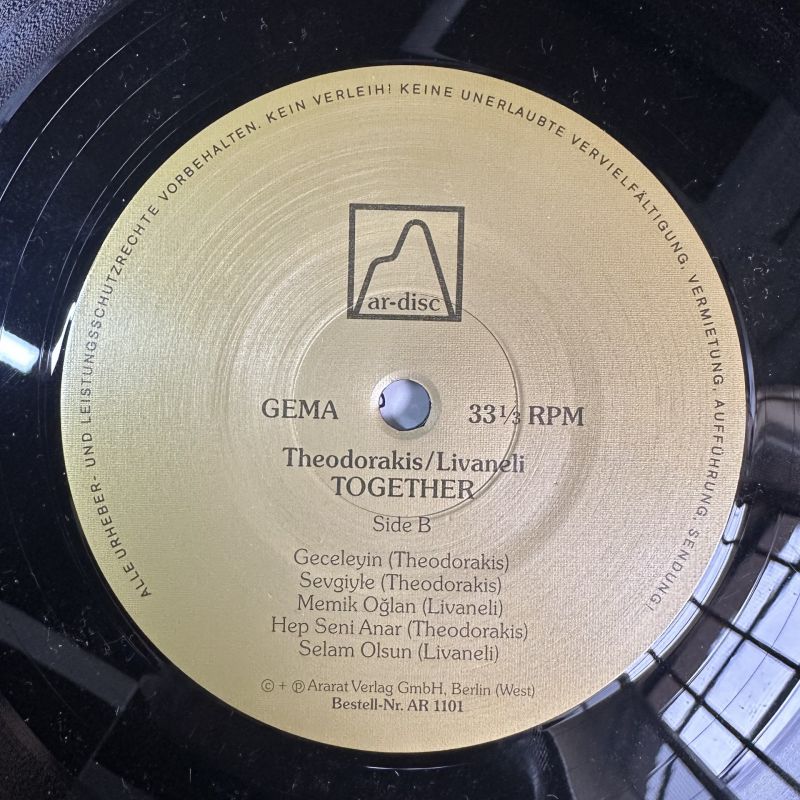 ALLE URHEBER- UND LEISTUNGSSCHUTZRECHTE VORBEHALTEN. KEIN VERLEIH! KEINE UNERLAUBTE VERVIELFÄLTIGUNG, VERMIETUNG, AUFFÜHRUNG, SENDUNG!
ar-disc
GEMA 33⅓ RPM
Theodorakis/Livaneli
TOGETHER
Side B
Geceleyin (Theodorakis)
Sevgiyle (Theodorakis)
Memik Oğlan (Livaneli)
Hep Seni Anar (Theodorakis)
Selam Olsun (Livaneli)
© + ℗ Ararat Verlag GmbH, Berlin (West)
Bestell-Nr. AR 1101